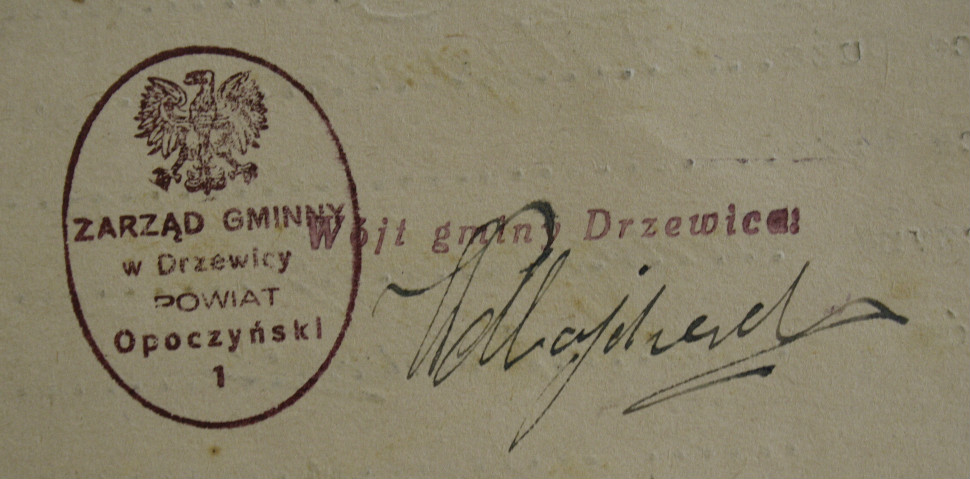 ZARZĄD GMINNY
w Drzewicy
POWIAT
Opoczyński
1
Wójt gminy Drzewica: